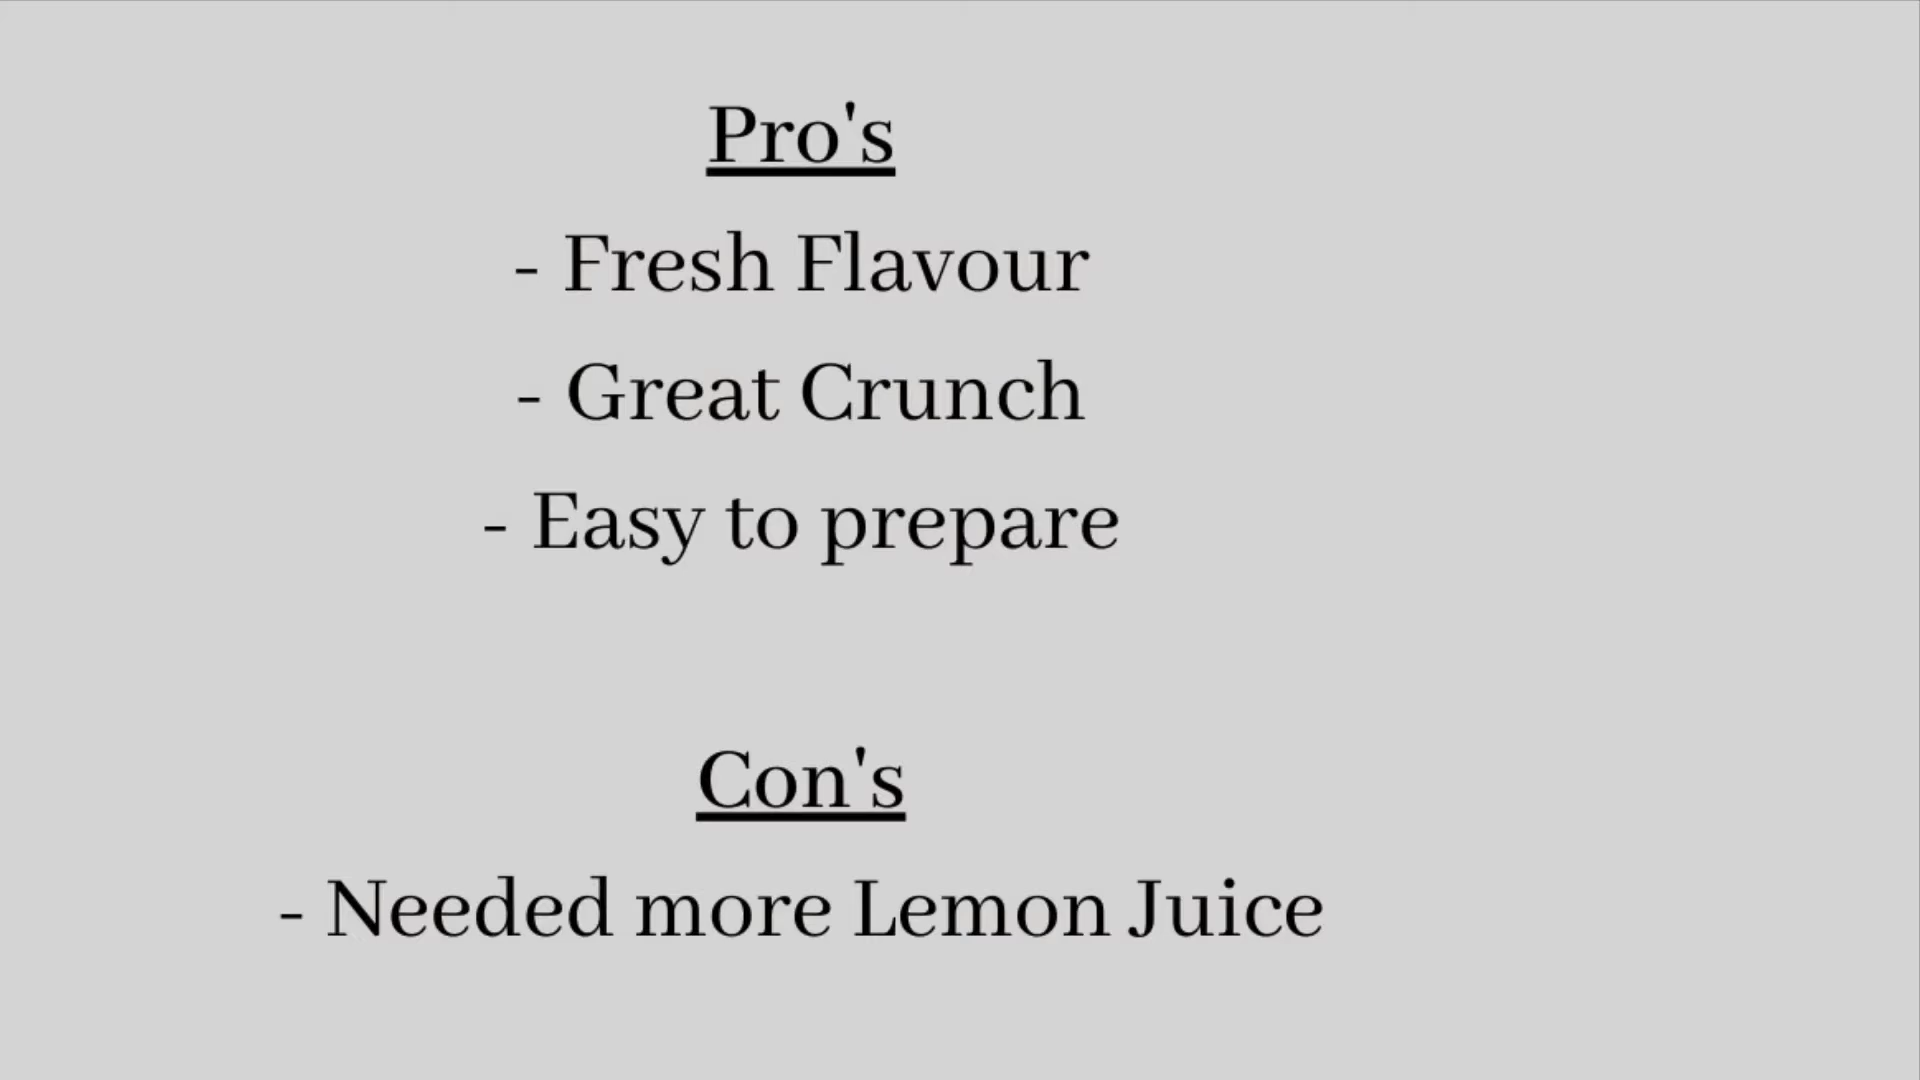 Pro's
- Fresh Flavour
- Great Crunch
- Easy to prepare
Con's
- Needed more Lemon Juice